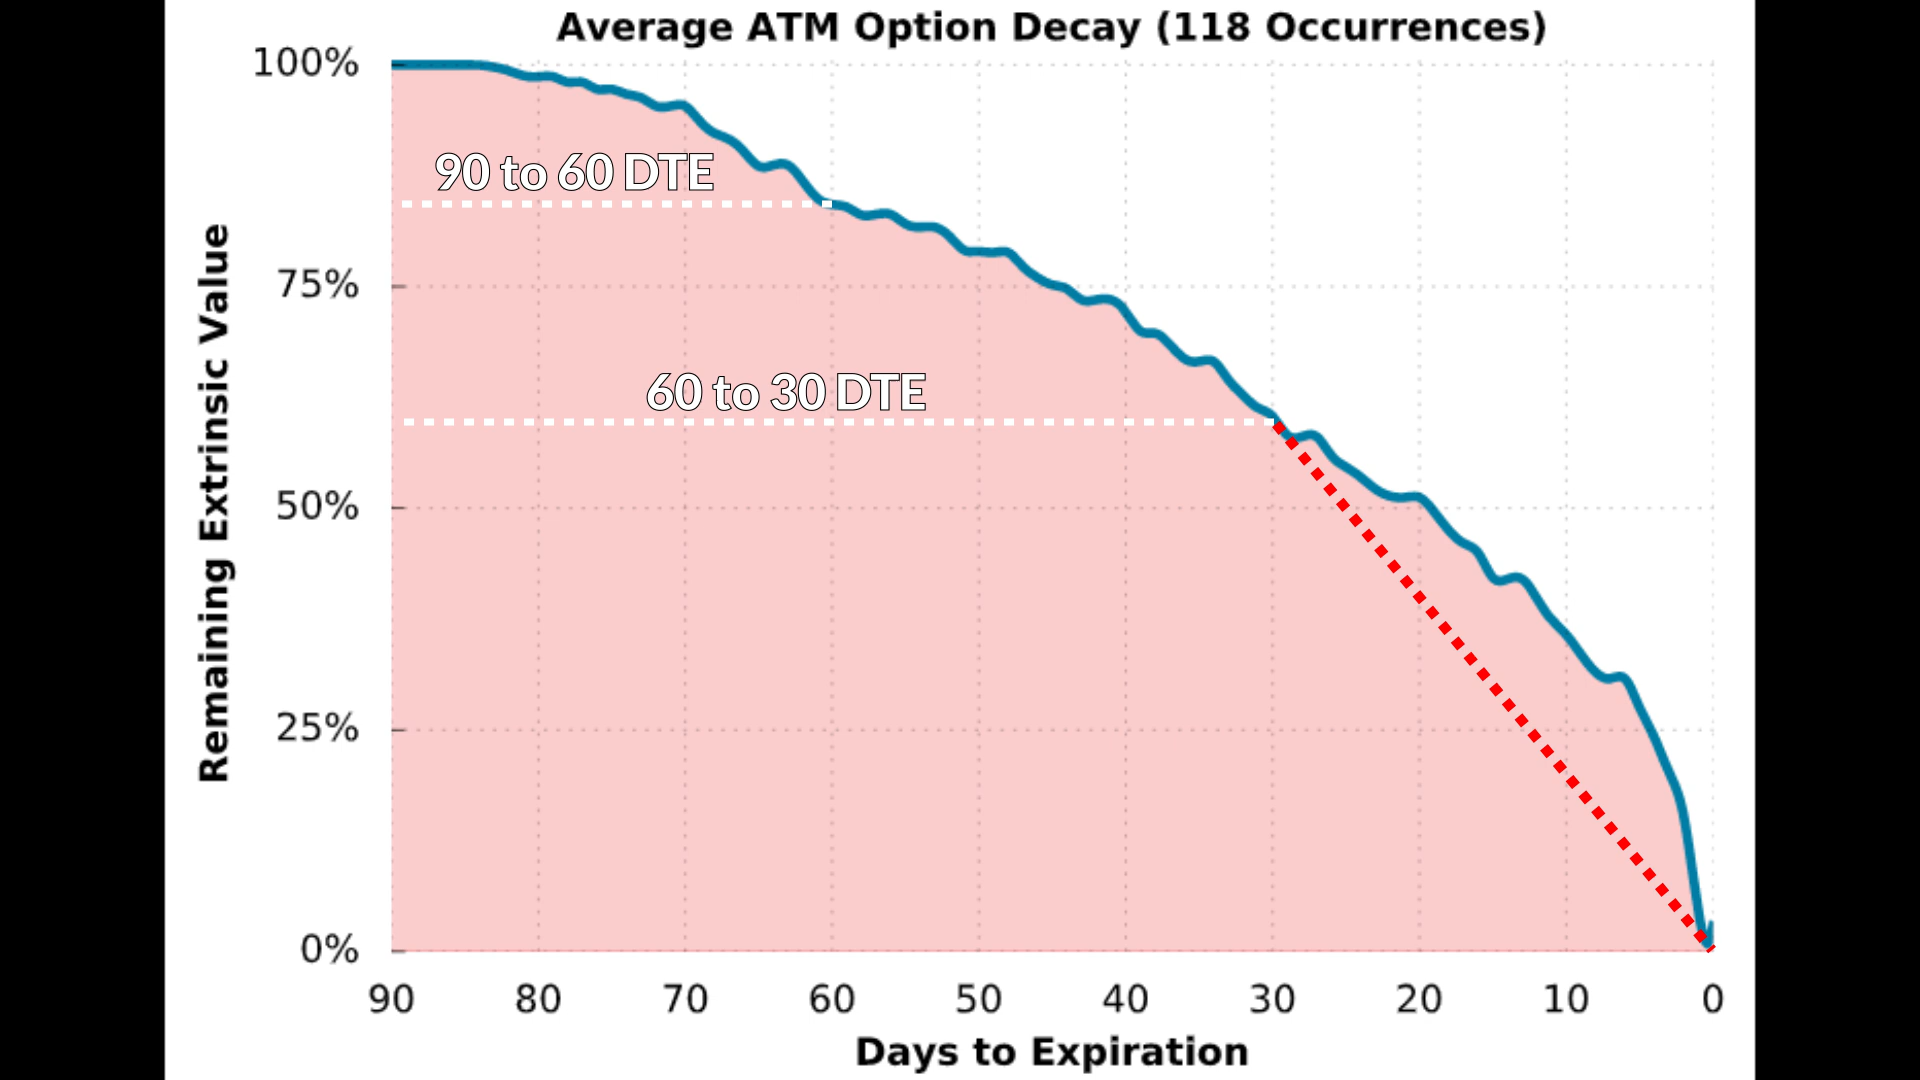 Average ATM Option Decay (118 Occurrences)
100%
90 to 60 DTE
75%
60 to 30 DTE
50%
25%
0%
Remaining Extrinsic Value
90 80 70 60 50 40 30 20 10 0
Days to Expiration